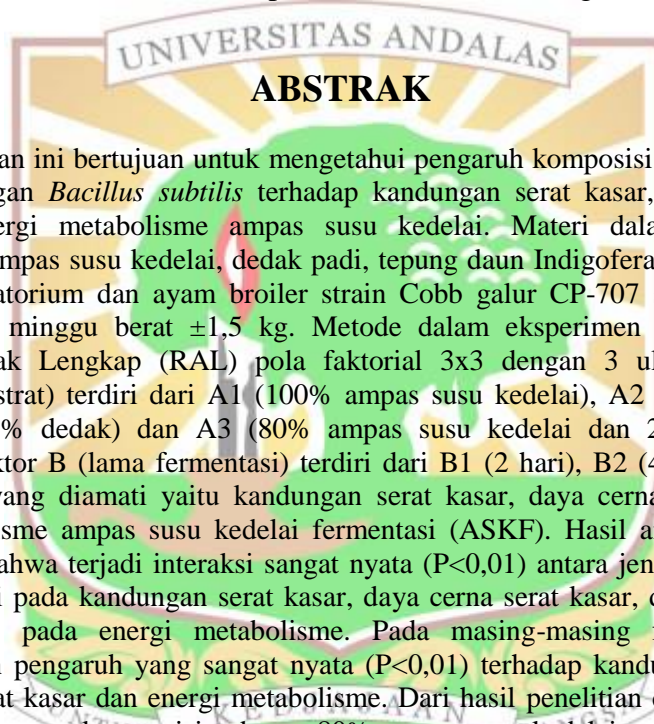 UNIVERSITAS ANDALAS
ABSTRAK
an ini bertujuan untuk mengetahui pengaruh komposisi
gan Bacillus subtilis terhadap kandungan serat kasar,
ergi metabolisme ampas susu kedelai. Materi dala
mpas susu kedelai, dedak padi, tepung daun Indigofera
atorium dan ayam broiler strain Cobb galur CP-707
minggu berat ±1,5 kg. Metode dalam eksperimen
ak Lengkap (RAL) pola faktorial 3x3 dengan 3 ul
strat) terdiri dari A1 (100% ampas susu kedelai), A2
% dedak) dan A3 (80% ampas susu kedelai dan 2
ktor B (lama fermentasi) terdiri dari B1 (2 hari), B2 (4
yang diamati yaitu kandungan serat kasar, daya cerna
sme ampas susu kedelai fermentasi (ASKF). Hasil a
ahwa terjadi interaksi sangat nyata (P<0,01) antara jen
i pada kandungan serat kasar, daya cerna serat kasar, d
pada energi metabolisme. Pada masing-masing
n pengaruh yang sangat nyata (P<0,01) terhadap kandu
at kasar dan energi metabolisme. Dari hasil penelitian